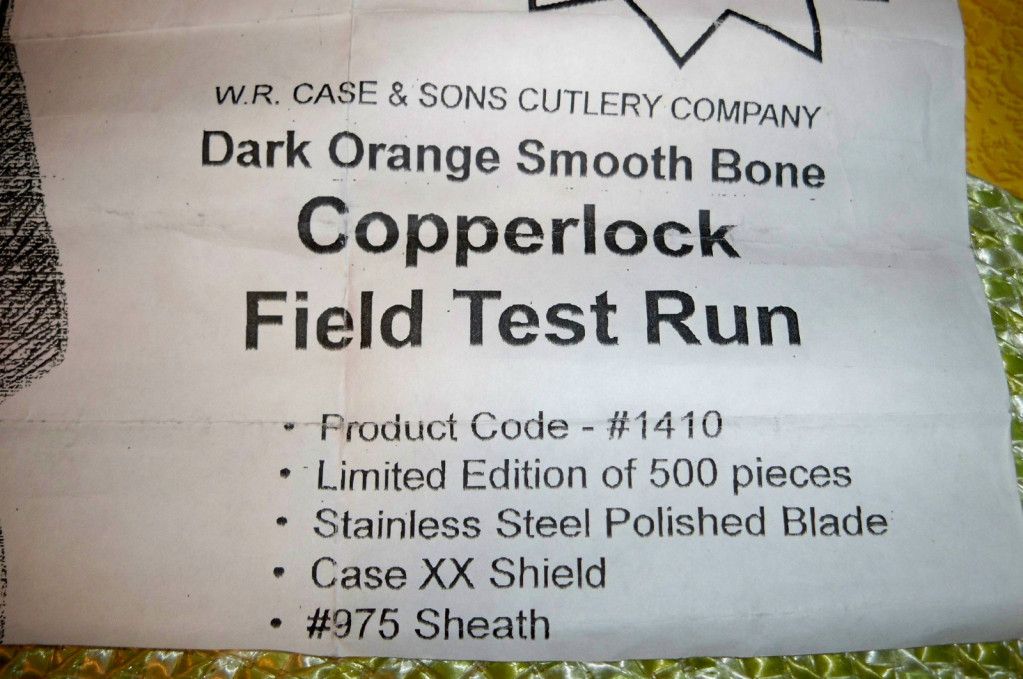 W.R. CASE & SONS CUTLERY COMPANY
Dark Orange Smooth Bone
Copperlock
Field Test Run
• Product Code - #1410
• Limited Edition of 500 pieces
• Stainless Steel Polished Blade
• Case XX Shield
• #975 Sheath